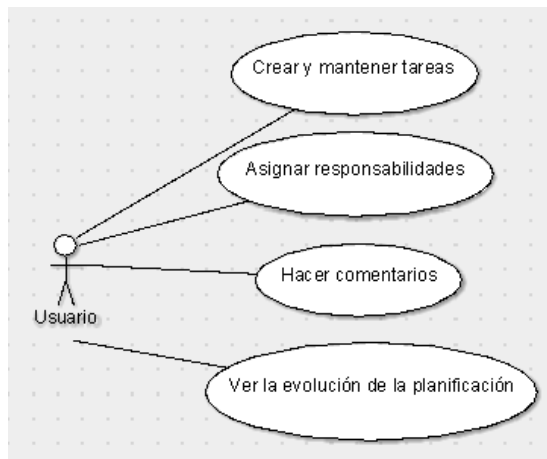 Crear y mantener tareas
Asignar responsabilidades
Hacer comentarios
Usuario
Ver la evolución de la planificación